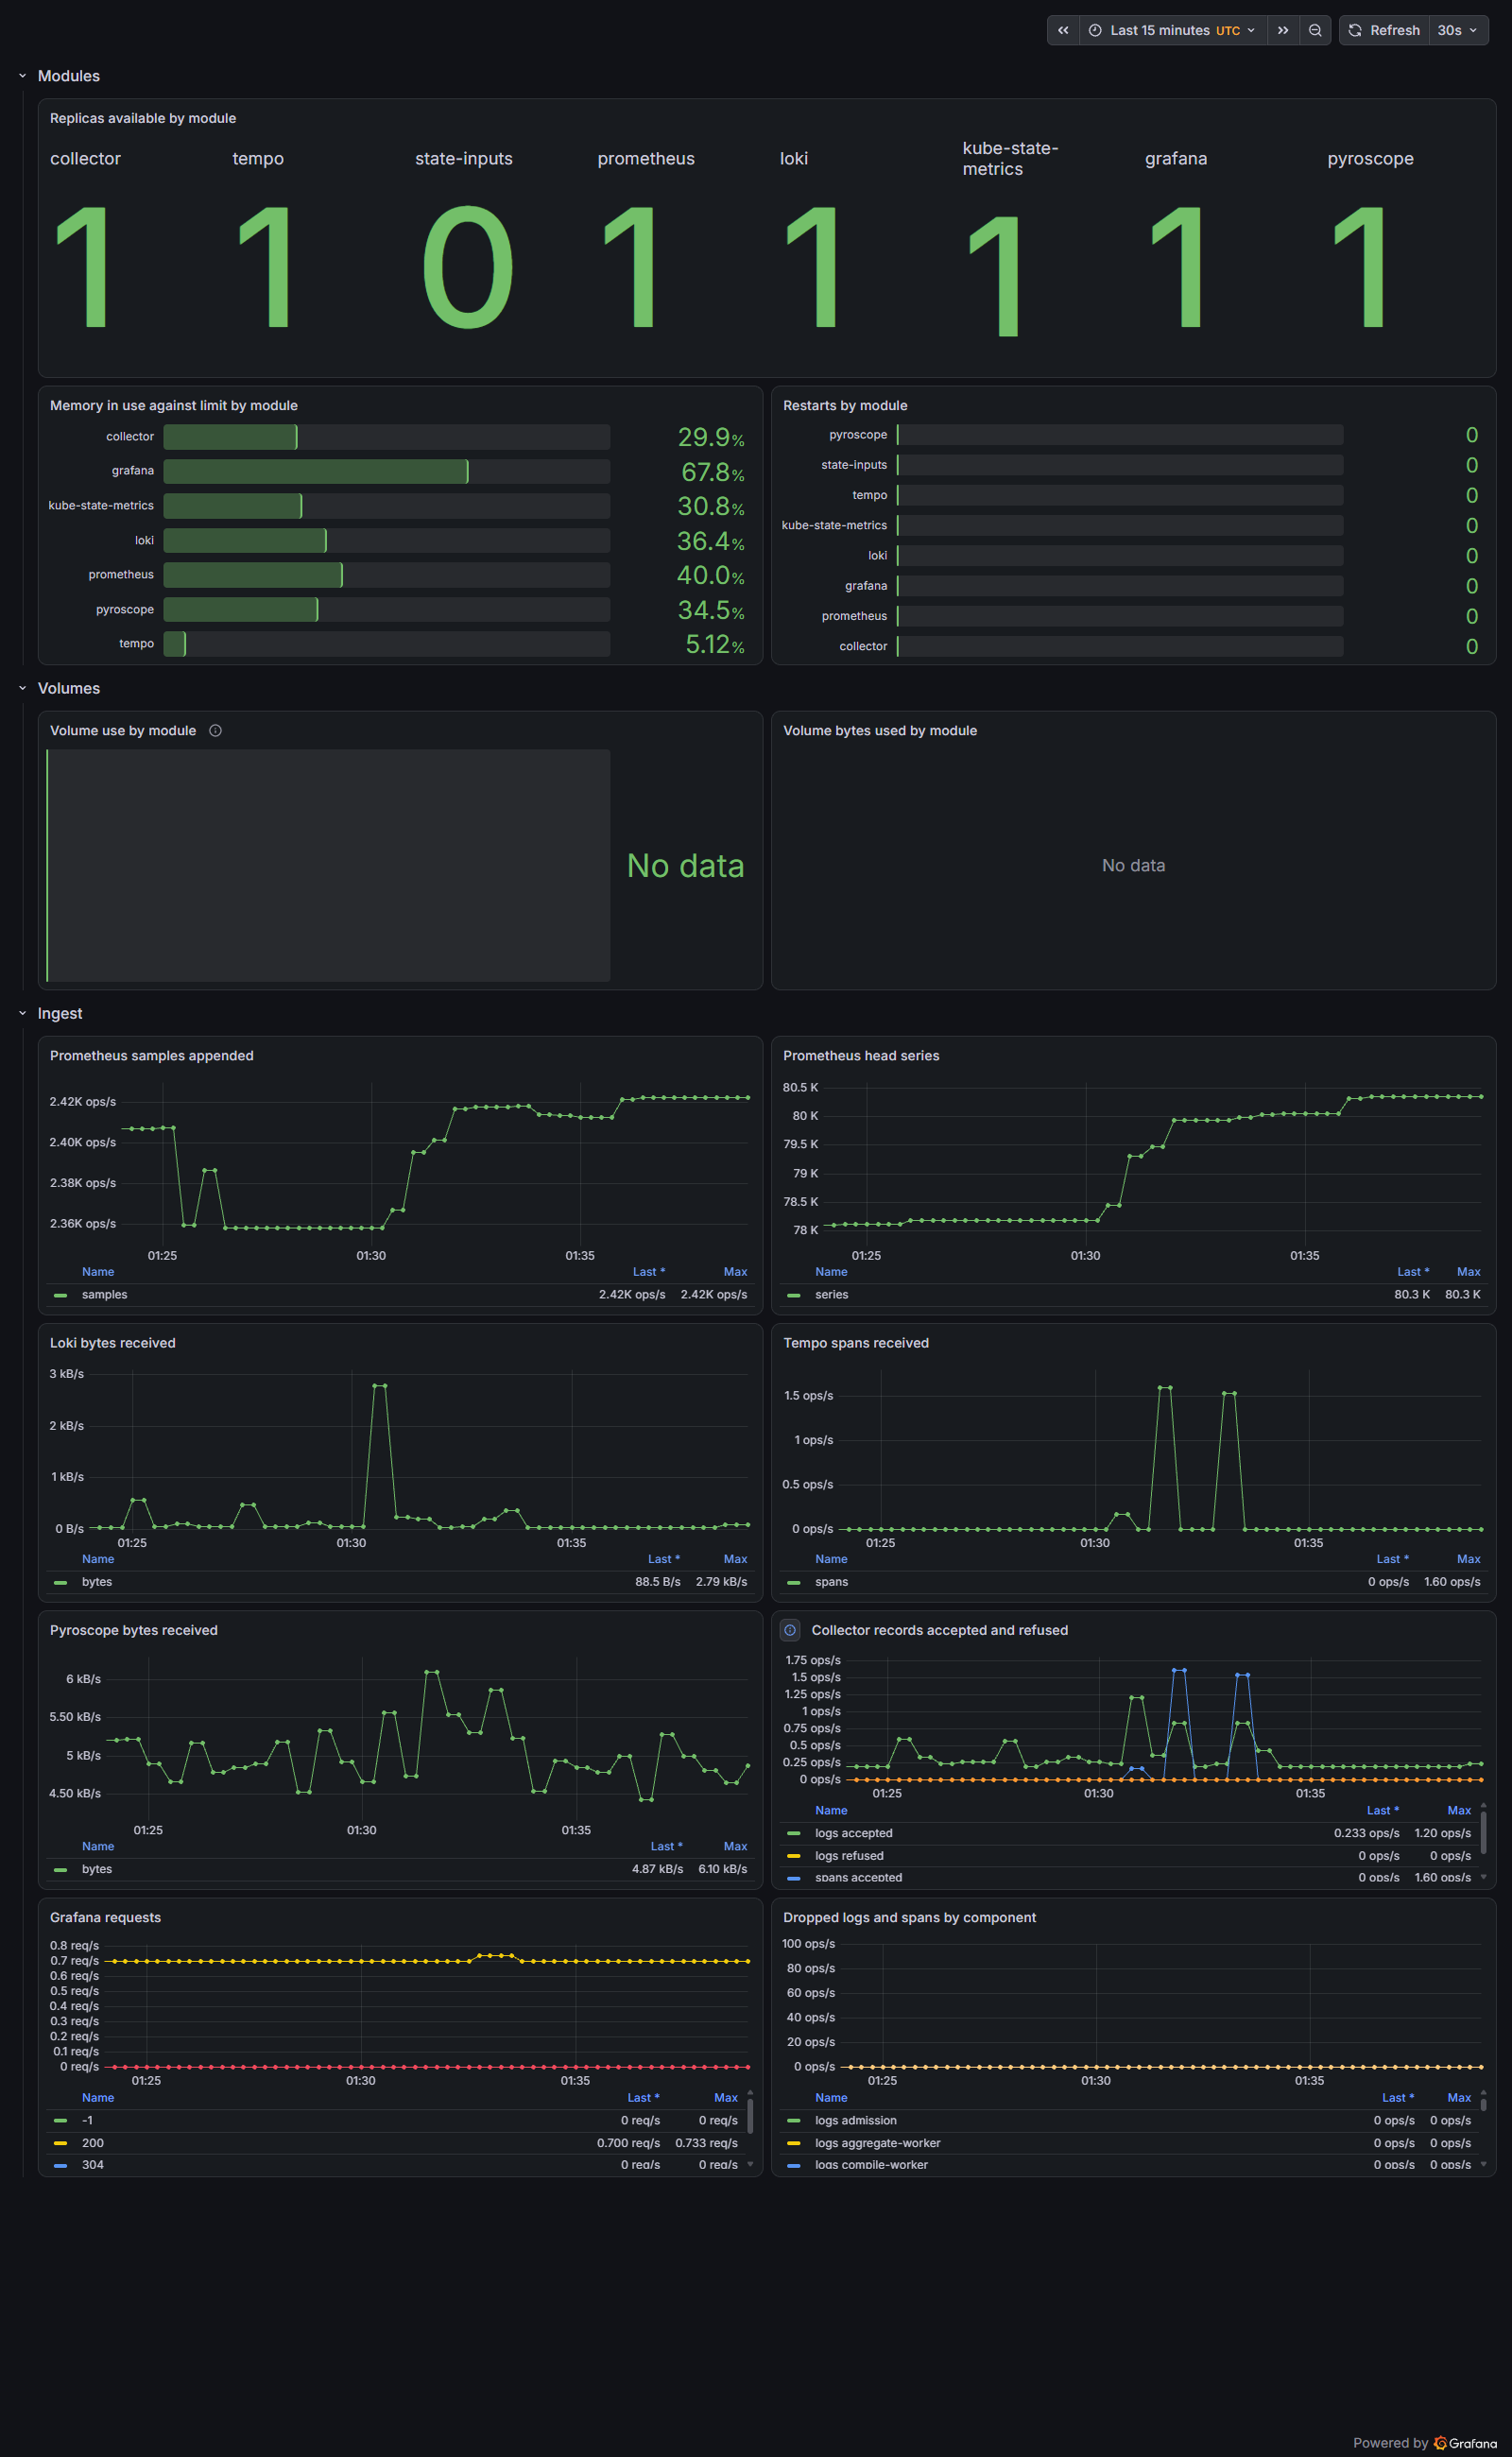 Last 15 minutes UTC
Refresh
30s
Modules
Replicas available by module
collector
1
tempo
1
state-inputs
0
prometheus
1
loki
1
kube-state-
metrics
1
grafana
1
pyroscope
1
Memory in use against limit by module
collector 29.9%
grafana 67.8%
kube-state-metrics 30.8%
loki 36.4%
prometheus 40.0%
pyroscope 34.5%
tempo 5.12%
Restarts by module
pyroscope 0
state-inputs 0
tempo 0
kube-state-metrics 0
loki 0
grafana 0
prometheus 0
collector 0
Volumes
Volume use by module
No data
Volume bytes used by module
No data
Ingest
Prometheus samples appended
2.42K ops/s
2.40K ops/s
2.38K ops/s
2.36K ops/s
01:25 01:30 01:35
Name Last * Max
samples 2.42K ops/s 2.42K ops/s
Prometheus head series
80.5 K
80 K
79.5 K
79 K
78.5 K
78 K
01:25 01:30 01:35
Name Last * Max
series 80.3 K 80.3 K
Loki bytes received
3 kB/s
2 kB/s
1 kB/s
0 B/s
01:25 01:30 01:35
Name Last * Max
bytes 88.5 B/s 2.79 kB/s
Tempo spans received
1.5 ops/s
1 ops/s
0.5 ops/s
0 ops/s
01:25 01:30 01:35
Name Last * Max
spans 0 ops/s 1.60 ops/s
Pyroscope bytes received
6 kB/s
5.50 kB/s
5 kB/s
4.50 kB/s
01:25 01:30 01:35
Name Last * Max
bytes 4.87 kB/s 6.10 kB/s
Collector records accepted and refused
1.75 ops/s
1.5 ops/s
1.25 ops/s
1 ops/s
0.75 ops/s
0.5 ops/s
0.25 ops/s
0 ops/s
01:25 01:30 01:35
Name Last * Max
logs accepted 0.233 ops/s 1.20 ops/s
logs refused 0 ops/s 0 ops/s
spans accepted 0 ops/s 1.60 ops/s
Grafana requests
0.8 req/s
0.7 req/s
0.6 req/s
0.5 req/s
0.4 req/s
0.3 req/s
0.2 req/s
0.1 req/s
0 req/s
01:25 01:30 01:35
Name Last * Max
-1 0 req/s 0 req/s
200 0.700 req/s 0.733 req/s
304 0 req/s 0 req/s
Dropped logs and spans by component
100 ops/s
80 ops/s
60 ops/s
40 ops/s
20 ops/s
0 ops/s
01:25 01:30 01:35
Name Last * Max
logs admission 0 ops/s 0 ops/s
logs aggregate-worker 0 ops/s 0 ops/s
logs compile-worker 0 ops/s 0 ops/s
Powered by Grafana